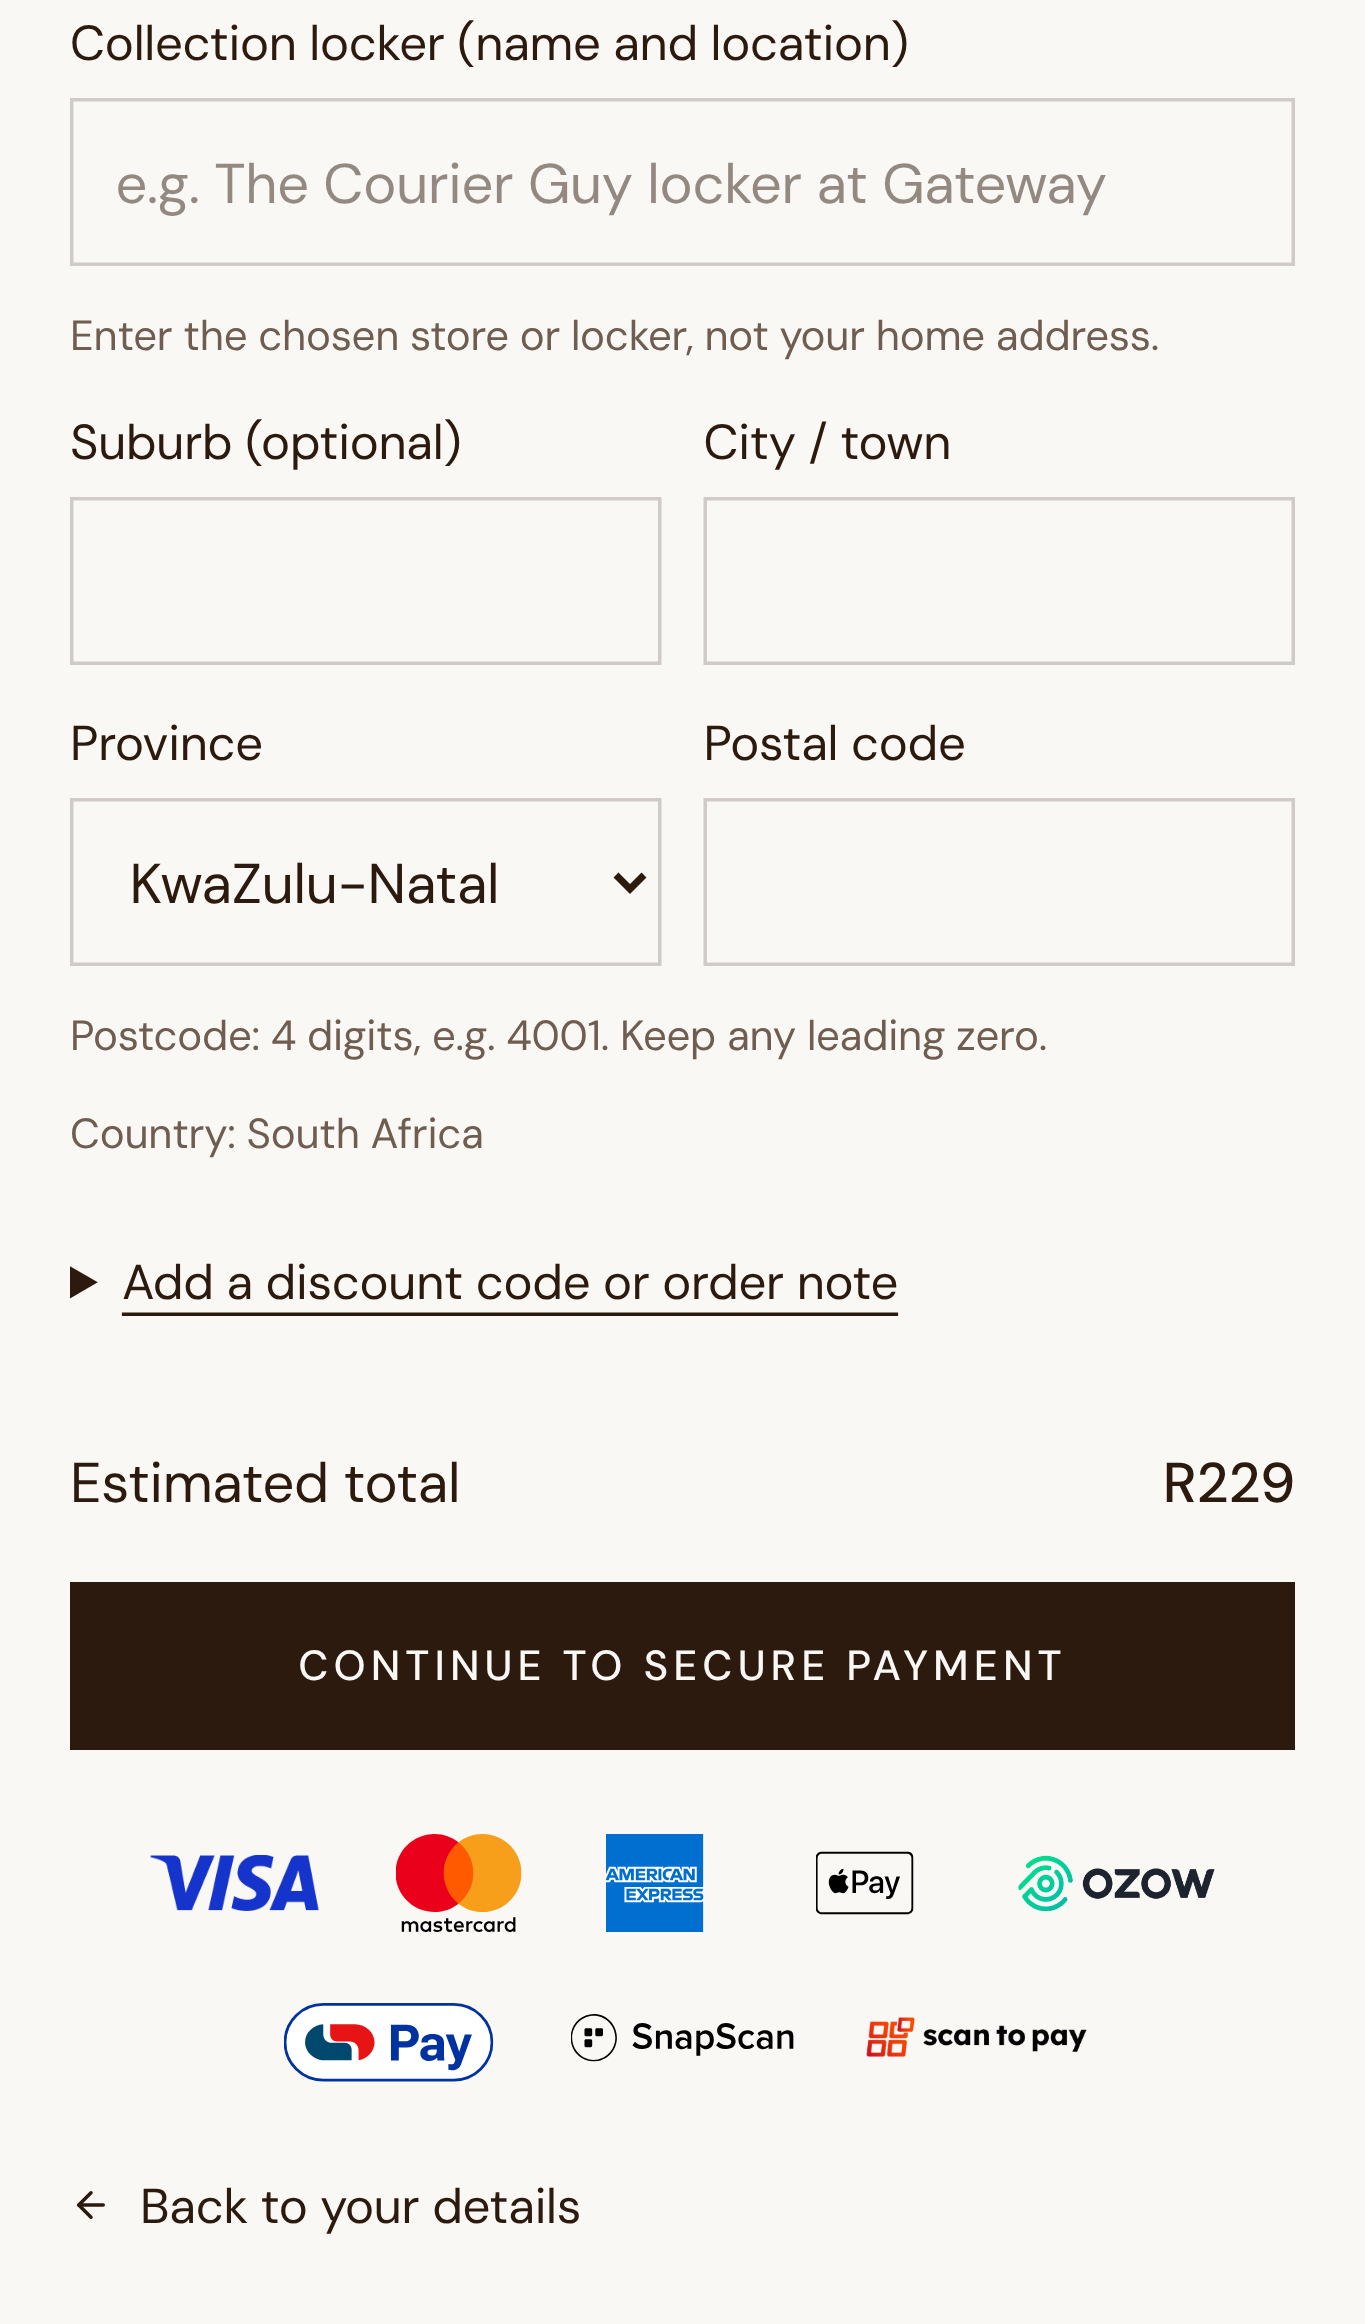 Collection locker (name and location)
e.g. The Courier Guy locker at Gateway
Enter the chosen store or locker, not your home address.
Suburb (optional)
City / town
Province
Postal code
KwaZulu-Natal
Postcode: 4 digits, e.g. 4001. Keep any leading zero.
Country: South Africa
Add a discount code or order note
Estimated total
R229
CONTINUE TO SECURE PAYMENT
VISA
mastercard
AMERICAN
EXPRESS
Pay
OZOW
Pay
SnapScan
scan to pay
Back to your details